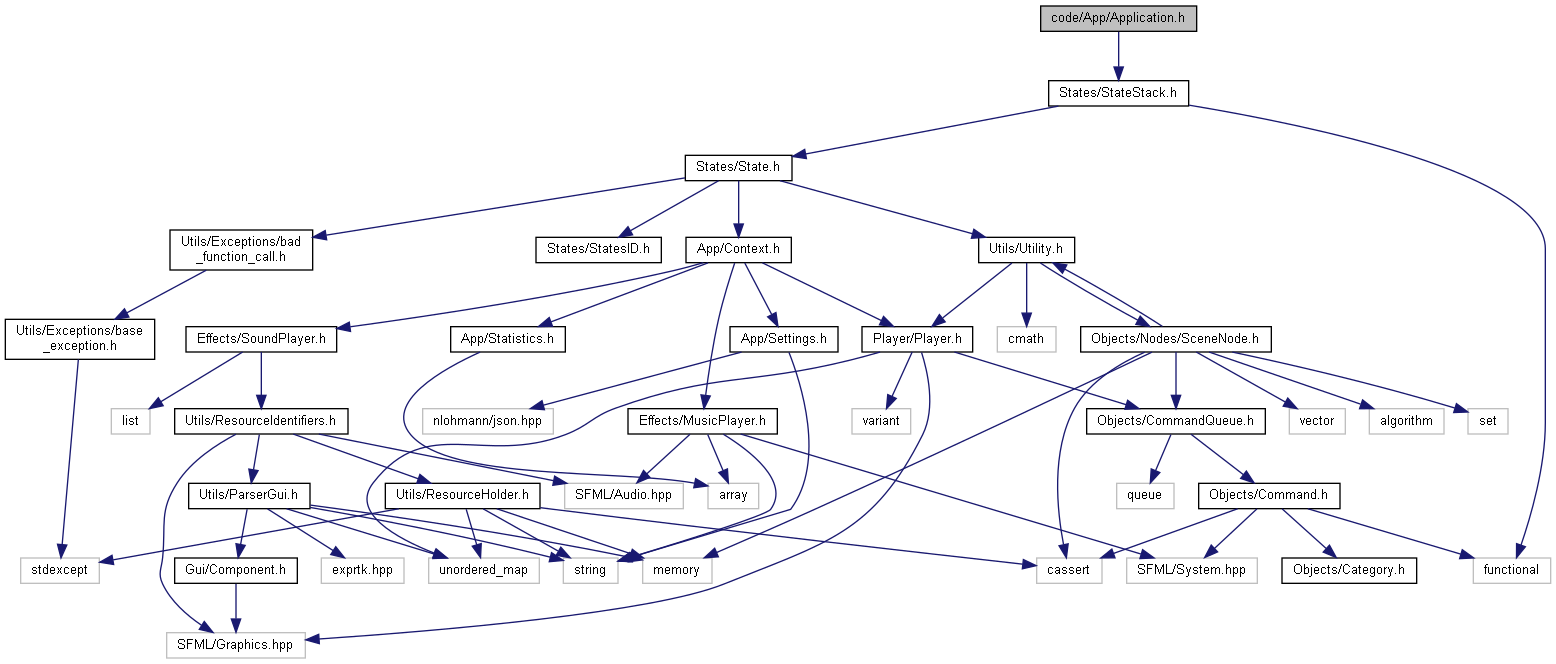 code/App/Application.h
States/StateStack.h
States/State.h
Utils/Exceptions/bad
_function_call.h
States/StatesID.h
App/Context.h
Utils/Utility.h
Utils/Exceptions/base
_exception.h
Effects/SoundPlayer.h
App/Statistics.h
App/Settings.h
Player/Player.h
cmath
Objects/Nodes/SceneNode.h
list
Utils/ResourceIdentifiers.h
nlohmann/json.hpp
Effects/MusicPlayer.h
variant
Objects/CommandQueue.h
vector
algorithm
set
Utils/ParserGui.h
Utils/ResourceHolder.h
SFML/Audio.hpp
array
queue
Objects/Command.h
stdexcept
Gui/Component.h
exprtk.hpp
unordered_map
string
memory
cassert
SFML/System.hpp
Objects/Category.h
functional
SFML/Graphics.hpp